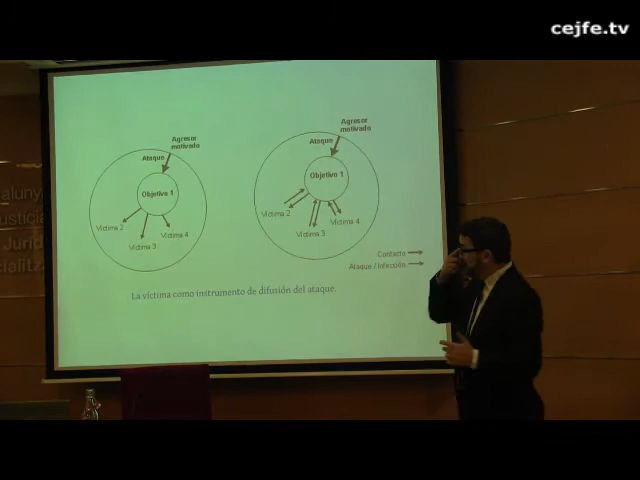 cejfe.tv
Agresor
motivado
Ataque
Objetivo 1
Víctima 2
Víctima 3
Víctima 4
Agresor
motivado
Ataque
Objetivo 1
Víctima 2
Víctima 3
Víctima 4
Contacto
Ataque / Infección
La víctima como instrumento de difusión del ataque.